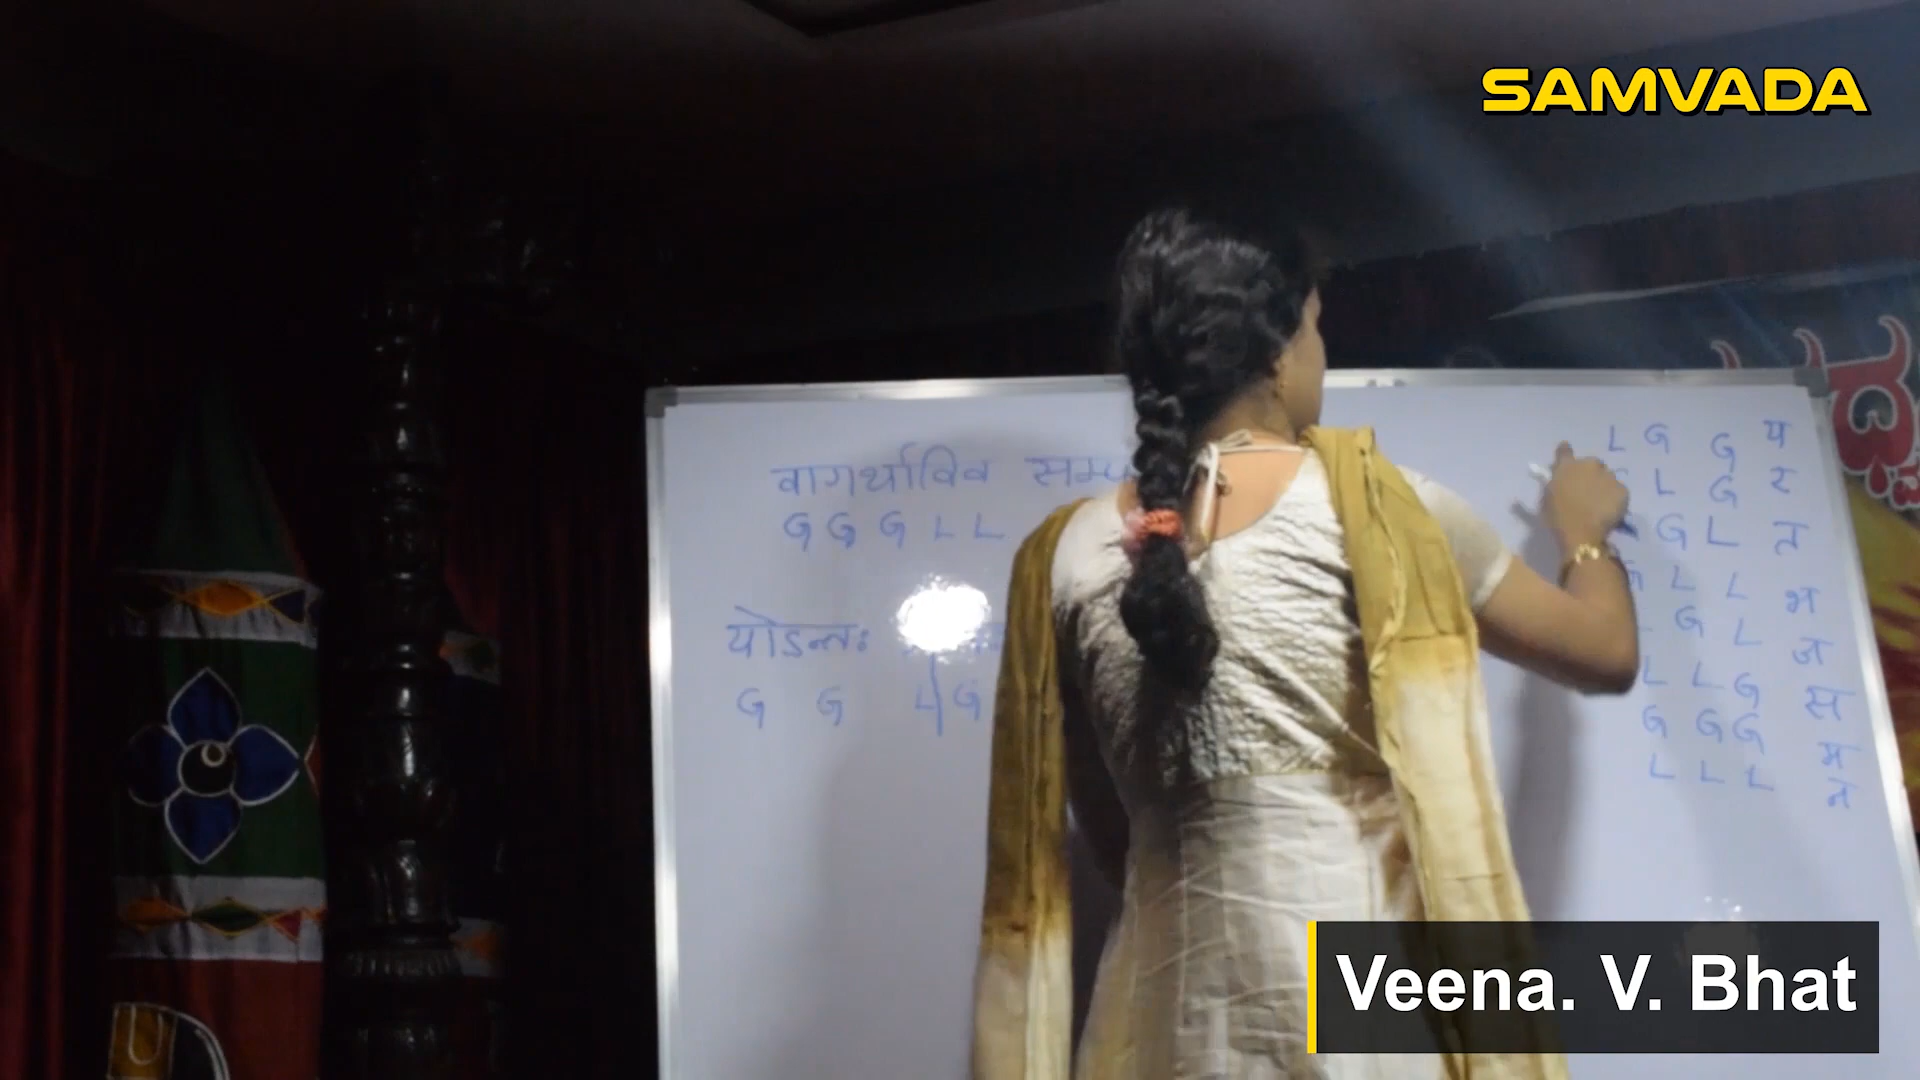 SAMVADA
वागर्थाविव सम्प
G G G L L
योऽन्तः
G G L|G
L G G य
L G र
G L त
G L L भ
G L ज
L L G स
G G G म
L L L न
Veena. V. Bhat